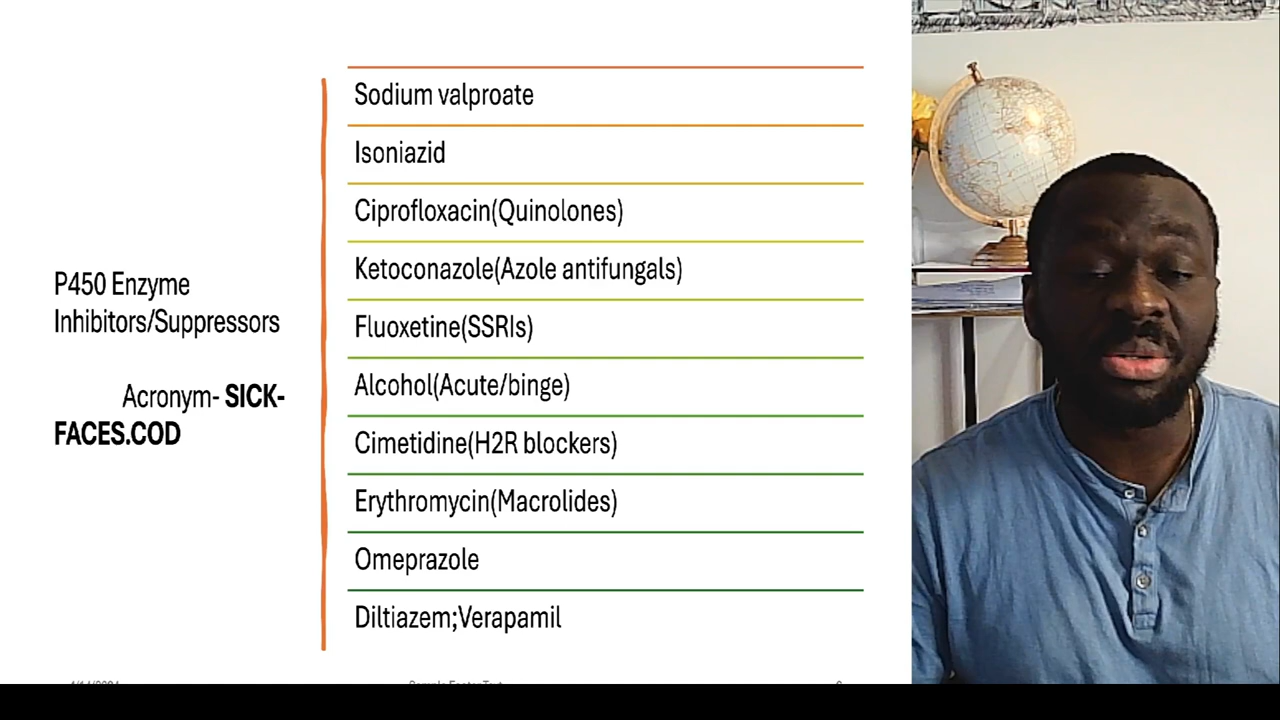 P450 Enzyme
Inhibitors/Suppressors
Acronym- SICK-
FACES.COD
Sodium valproate
Isoniazid
Ciprofloxacin(Quinolones)
Ketoconazole(Azole antifungals)
Fluoxetine(SSRIs)
Alcohol(Acute/binge)
Cimetidine(H2R blockers)
Erythromycin(Macrolides)
Omeprazole
Diltiazem;Verapamil